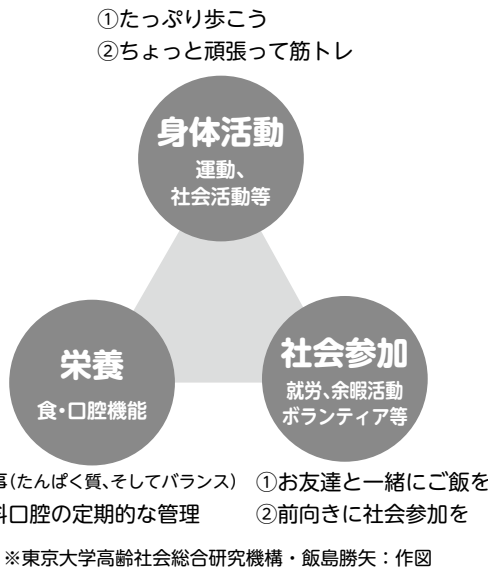 ①たっぷり歩こう
②ちょっと頑張って筋トレ
身体活動
運動、
社会活動等
栄養
食・口腔機能
社会参加
就労、余暇活動
ボランティア等
事(たんぱく質、そしてバランス)
科口腔の定期的な管理
①お友達と一緒にご飯を
②前向きに社会参加を
※東京大学高齢社会総合研究機構・飯島勝矢：作図